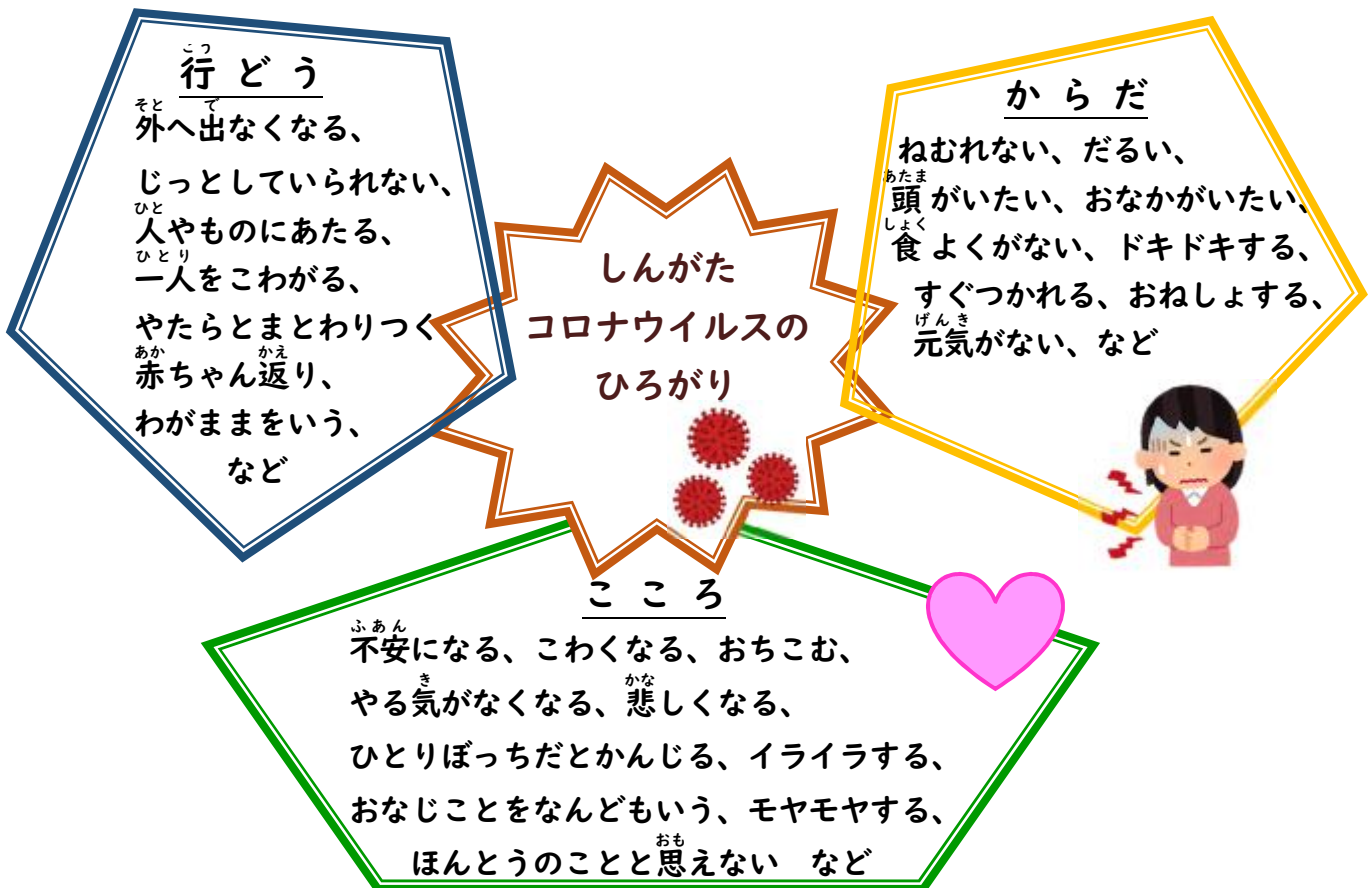 行どう
外へ出なくなる、
じっとしていられない、
人やものにあたる、
一人をこわがる、
やたらとまとわりつく
赤ちゃん返り、
わがままをいう、
など
しんがた
コロナウイルスの
ひろがり
からだ
ねむれない、だるい、
頭がいたい、おなかがいたい、
食よくがない、ドキドキする、
すぐつかれる、おねしょする、
元気がない、など
こころ
不安になる、こわくなる、おちこむ、
やる気がなくなる、悲しくなる、
ひとりぼっちだとかんじる、イライラする、
おなじことをなんどもいう、モヤモヤする、
ほんとうのことと思えない　など